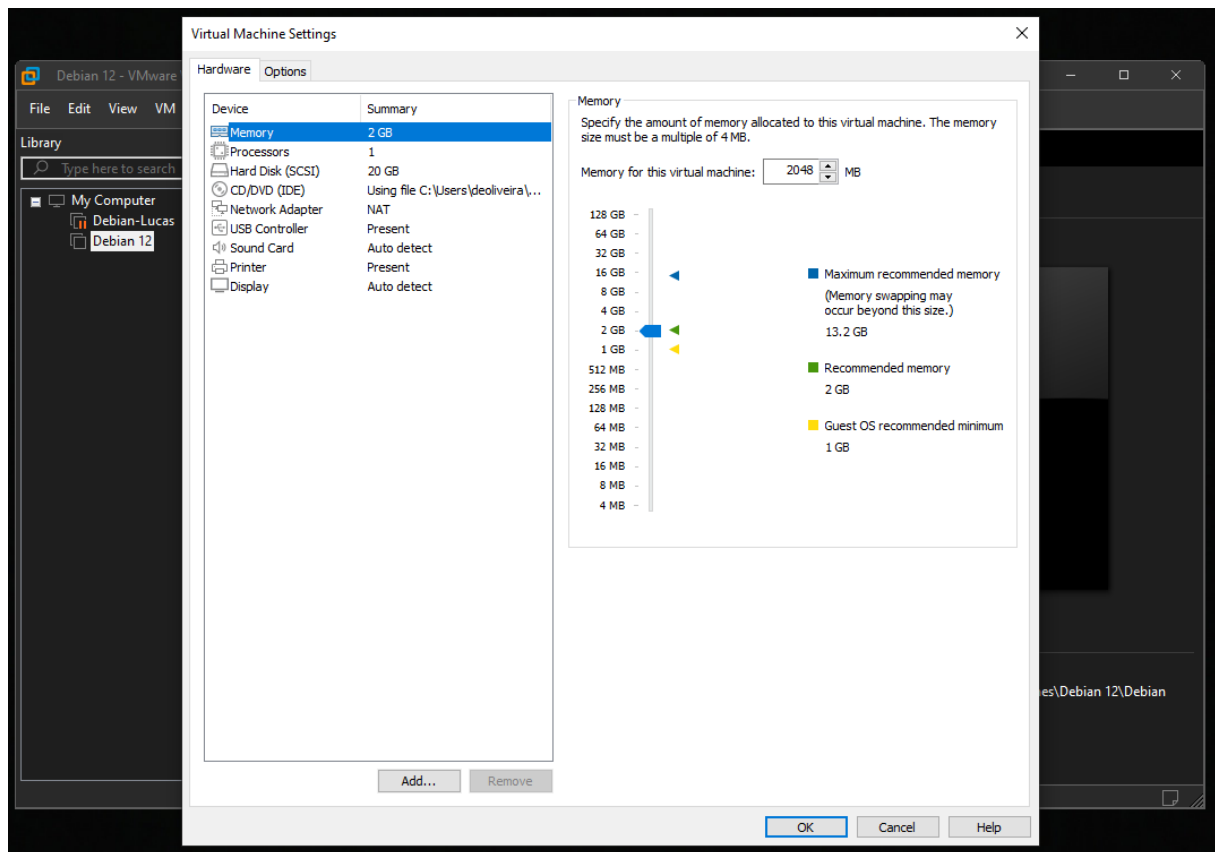 Virtual Machine Settings
Debian 12 - VMware
File Edit View VM
Library
Type here to search
My Computer
Debian-Lucas
Debian 12
Hardware Options
Device Summary
Memory 2 GB
Processors 1
Hard Disk (SCSI) 20 GB
CD/DVD (IDE) Using file C:\Users\deoliveira\...
Network Adapter NAT
USB Controller Present
Sound Card Auto detect
Printer Present
Display Auto detect
Add... Remove
Memory
Specify the amount of memory allocated to this virtual machine. The memory
size must be a multiple of 4 MB.
Memory for this virtual machine: 2048 MB
128 GB
64 GB
32 GB
16 GB
8 GB
4 GB
2 GB
1 GB
512 MB
256 MB
128 MB
64 MB
32 MB
16 MB
8 MB
4 MB
Maximum recommended memory
(Memory swapping may
occur beyond this size.)
13.2 GB
Recommended memory
2 GB
Guest OS recommended minimum
1 GB
es\Debian 12\Debian
OK Cancel Help